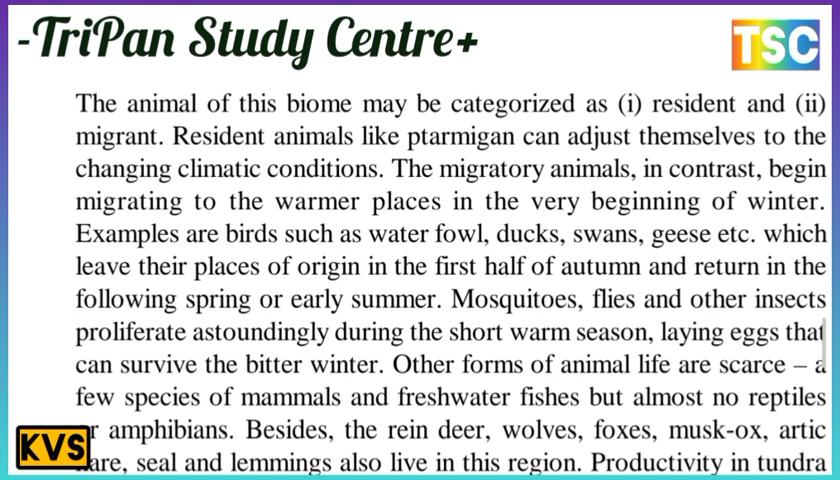 -TriPan Study Centre+
TSC
The animal of this biome may be categorized as (i) resident and (ii)
migrant. Resident animals like ptarmigan can adjust themselves to the
changing climatic conditions. The migratory animals, in contrast, begin
migrating to the warmer places in the very beginning of winter.
Examples are birds such as water fowl, ducks, swans, geese etc. which
leave their places of origin in the first half of autumn and return in the
following spring or early summer. Mosquitoes, flies and other insects
proliferate astoundingly during the short warm season, laying eggs that
can survive the bitter winter. Other forms of animal life are scarce – a
few species of mammals and freshwater fishes but almost no reptiles
amphibians. Besides, the rein deer, wolves, foxes, musk-ox, artic
seal and lemmings also live in this region. Productivity in tundra
KVS